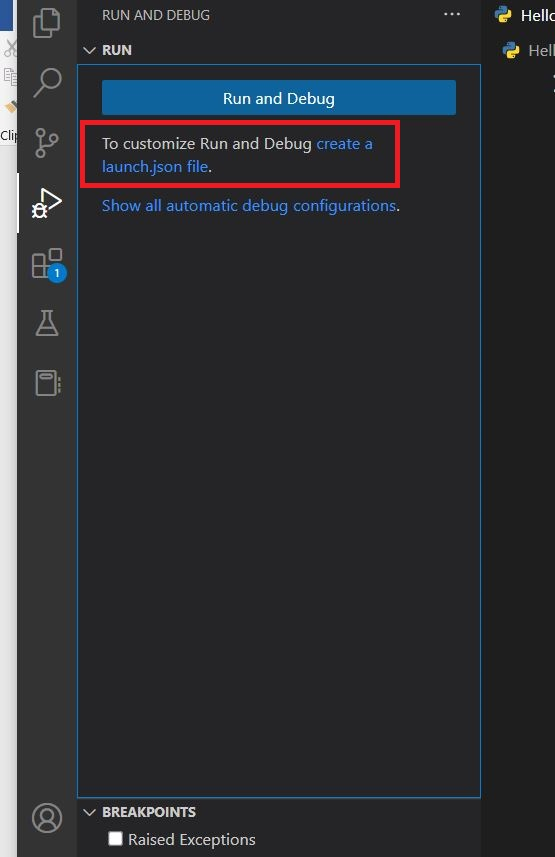 RUN AND DEBUG
RUN
Run and Debug
To customize Run and Debug create a
launch.json file.
Show all automatic debug configurations.
1
BREAKPOINTS
Raised Exceptions